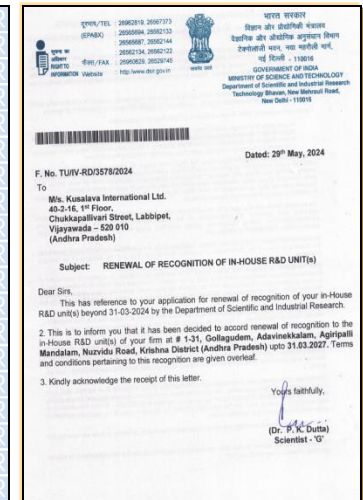 दूरभाष/TEL : 26962819, 26567373
(EPABX) : 26565694, 26562133
: 26565687, 26562144
: 26562134, 26562122
फैक्स/FAX : 26960629, 26529745
Website : http://www.dsir.gov.in
सूचना का
अधिकार
RIGHT TO
INFORMATION
भारत सरकार
विज्ञान और प्रौद्योगिकी मंत्रालय
वैज्ञानिक और औद्योगिक अनुसंधान विभाग
टेक्नोलॉजी भवन, नया महरौली मार्ग,
नई दिल्ली - 110016
GOVERNMENT OF INDIA
MINISTRY OF SCIENCE AND TECHNOLOGY
Department of Scientific and Industrial Research
Technology Bhavan, New Mehrauli Road,
New Delhi - 110016
Dated: 29th May, 2024
F. No. TU/IV-RD/3578/2024
To
M/s. Kusalava International Ltd.
40-2-16, 1st Floor,
Chukkapallivari Street, Labbipet,
Vijayawada – 520 010
(Andhra Pradesh)
Subject: RENEWAL OF RECOGNITION OF IN-HOUSE R&D UNIT(s)
Dear Sirs,
This has reference to your application for renewal of recognition of your in-House
R&D unit(s) beyond 31-03-2024 by the Department of Scientific and Industrial Research.
2. This is to inform you that it has been decided to accord renewal of recognition to the
in-House R&D unit(s) of your firm at # 1-31, Gollagudem, Adavinekkalam, Agiripalli
Mandalam, Nuzvidu Road, Krishna District (Andhra Pradesh) upto 31.03.2027. Terms
and conditions pertaining to this recognition are given overleaf.
3. Kindly acknowledge the receipt of this letter.
Yours faithfully,
(Dr. P. K. Dutta)
Scientist - 'G'